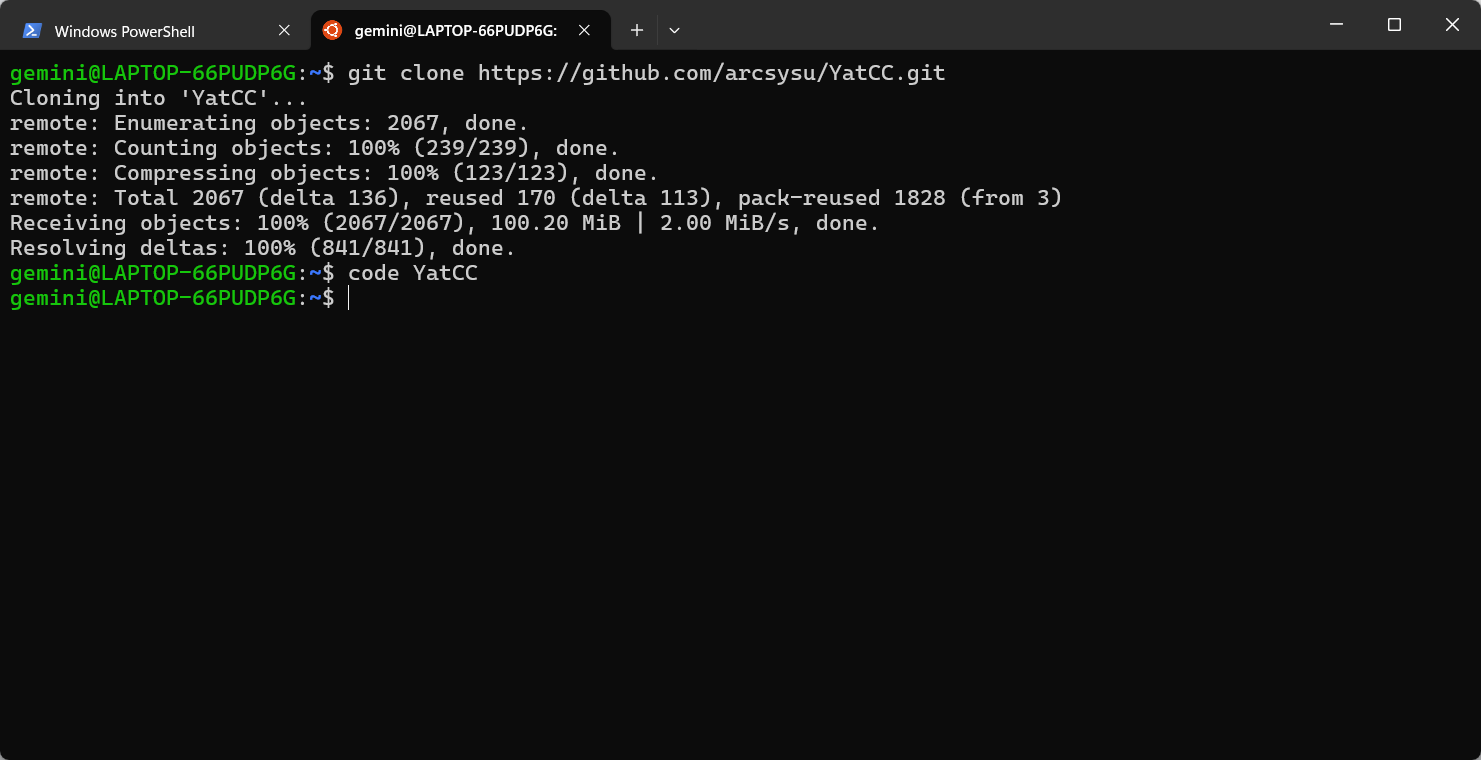 Windows PowerShell
gemini@LAPTOP-66PUDP6G:
gemini@LAPTOP-66PUDP6G:~$ git clone https://github.com/arcsysu/YatCC.git
Cloning into 'YatCC'...
remote: Enumerating objects: 2067, done.
remote: Counting objects: 100% (239/239), done.
remote: Compressing objects: 100% (123/123), done.
remote: Total 2067 (delta 136), reused 170 (delta 113), pack-reused 1828 (from 3)
Receiving objects: 100% (2067/2067), 100.20 MiB | 2.00 MiB/s, done.
Resolving deltas: 100% (841/841), done.
gemini@LAPTOP-66PUDP6G:~$ code YatCC
gemini@LAPTOP-66PUDP6G:~$